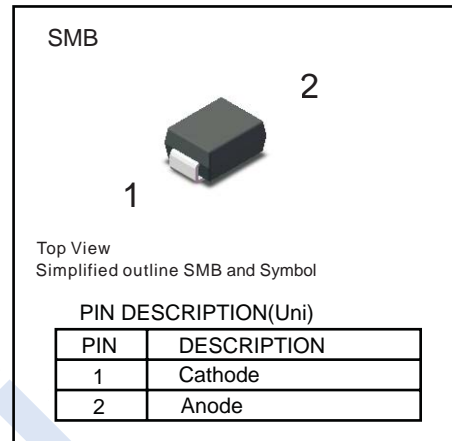 SMB
2
1
Top View
Simplified outline SMB and Symbol
PIN DESCRIPTION(Uni)
PIN DESCRIPTION
1 Cathode
2 Anode